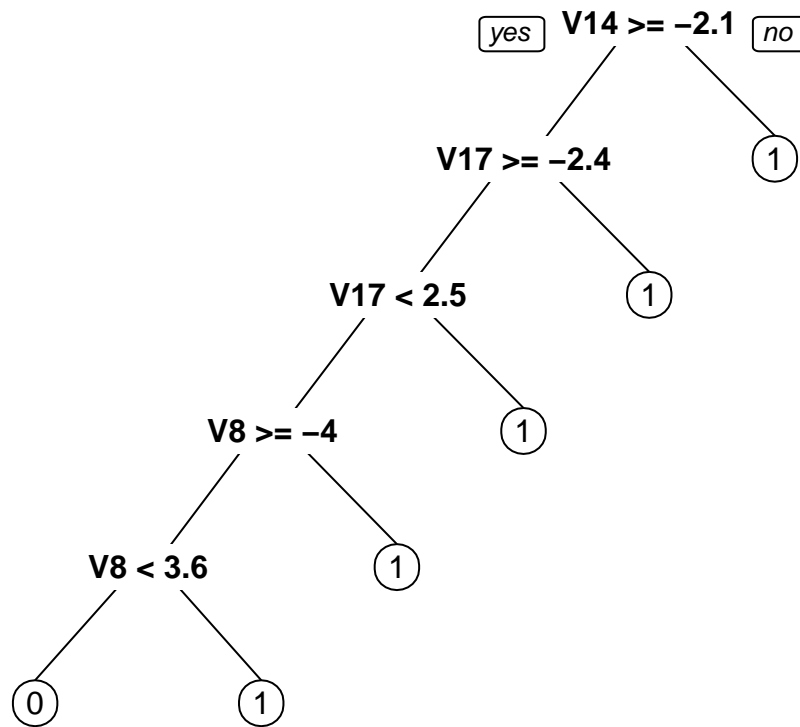 yes V14 >= −2.1 no
V17 >= −2.4 1
V17 < 2.5 1
V8 >= −4 1
V8 < 3.6 1
0 1